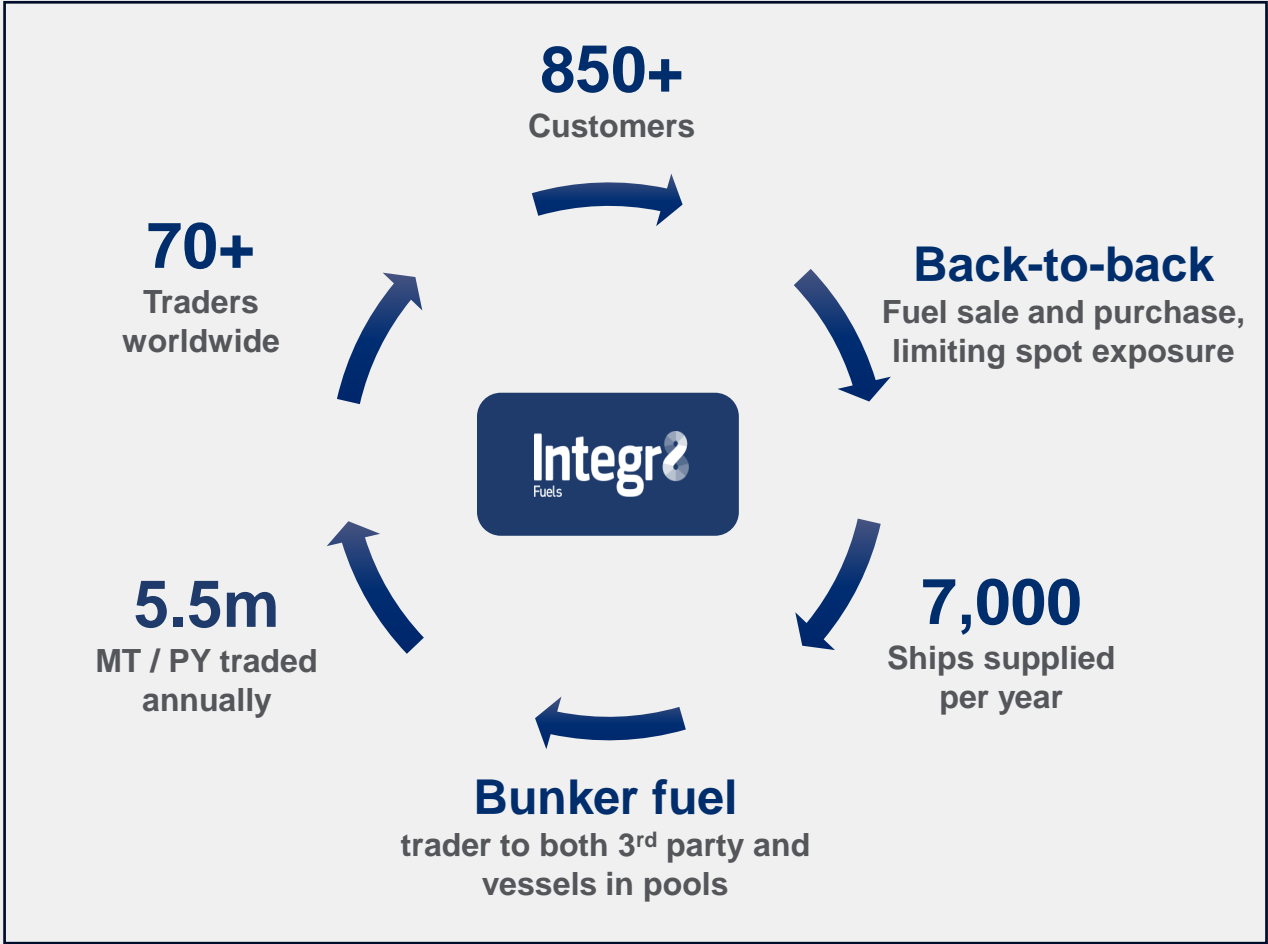 850+
Customers
Back-to-back
Fuel sale and purchase,
limiting spot exposure
7,000
Ships supplied
per year
Bunker fuel
trader to both 3rd party and
vessels in pools
5.5m
MT / PY traded
annually
70+
Traders
worldwide
Integr8
Fuels